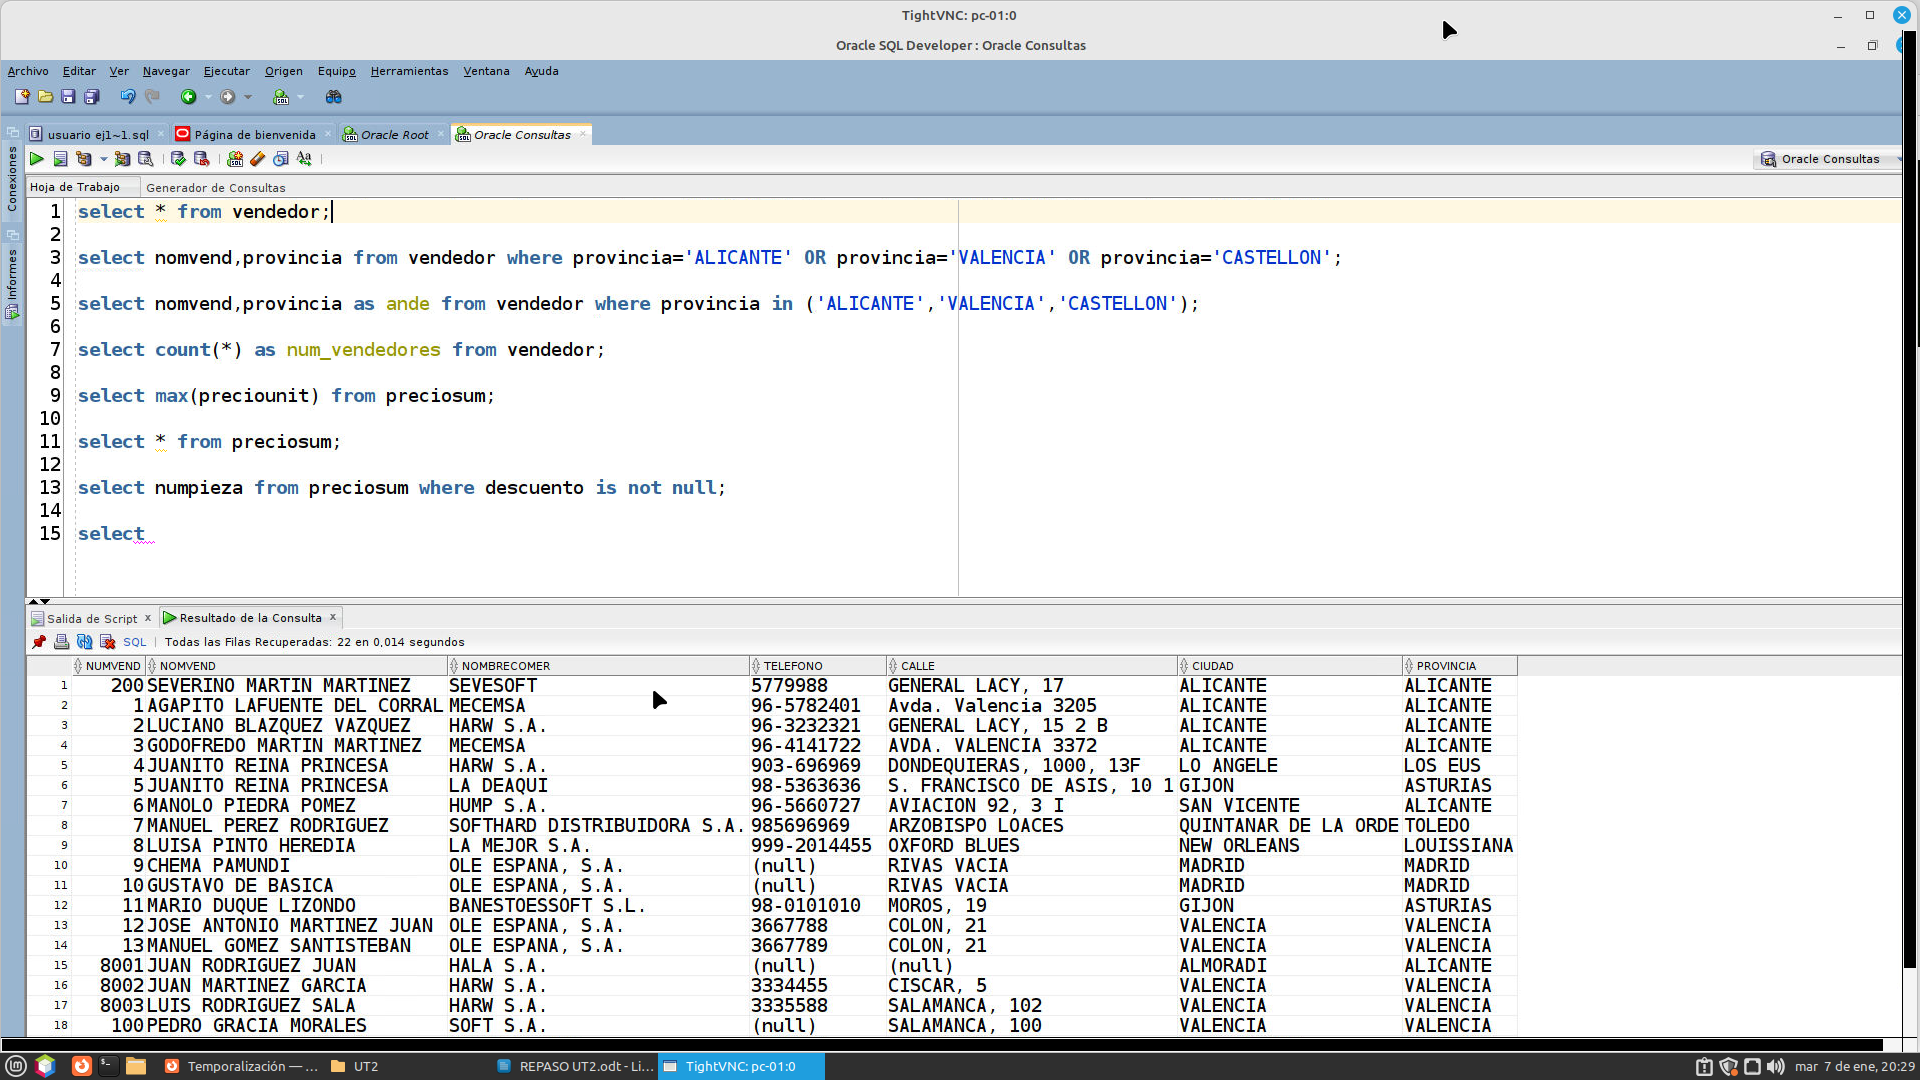 TightVNC: pc-01:0
Oracle SQL Developer : Oracle Consultas
Archivo Editar Ver Navegar Ejecutar Origen Equipo Herramientas Ventana Ayuda
usuario ej1~1.sql Página de bienvenida Oracle Root Oracle Consultas
Oracle Consultas
Conexiones
Informes
Hoja de Trabajo Generador de Consultas
1 select * from vendedor;
2
3 select nomvend,provincia from vendedor where provincia='ALICANTE' OR provincia='VALENCIA' OR provincia='CASTELLON';
4
5 select nomvend,provincia as ande from vendedor where provincia in ('ALICANTE','VALENCIA','CASTELLON');
6
7 select count(*) as num_vendedores from vendedor;
8
9 select max(preciounit) from preciosum;
10
11 select * from preciosum;
12
13 select numpieza from preciosum where descuento is not null;
14
15 select
Salida de Script x Resultado de la Consulta x
SQL | Todas las Filas Recuperadas: 22 en 0,014 segundos
NUMVEND NOMVEND NOMBRECOMER TELEFONO CALLE CIUDAD PROVINCIA
1 200 SEVERINO MARTIN MARTINEZ SEVESOFT 5779988 GENERAL LACY, 17 ALICANTE ALICANTE
2 1 AGAPITO LAFUENTE DEL CORRAL MECEMSA 96-5782401 Avda. Valencia 3205 ALICANTE ALICANTE
3 2 LUCIANO BLAZQUEZ VAZQUEZ HARW S.A. 96-3232321 GENERAL LACY, 15 2 B ALICANTE ALICANTE
4 3 GODOFREDO MARTIN MARTINEZ MECEMSA 96-4141722 AVDA. VALENCIA 3372 ALICANTE ALICANTE
5 4 JUANITO REINA PRINCESA HARW S.A. 903-696969 DONDEQUIERAS, 1000, 13F LO ANGELE LOS EUS
6 5 JUANITO REINA PRINCESA LA DEAQUI 98-5363636 S. FRANCISCO DE ASIS, 10 1 GIJON ASTURIAS
7 6 MANOLO PIEDRA POMEZ HUMP S.A. 96-5660727 AVIACION 92, 3 I SAN VICENTE ALICANTE
8 7 MANUEL PEREZ RODRIGUEZ SOFTHARD DISTRIBUIDORA S.A. 985696969 ARZOBISPO LOACES QUINTANAR DE LA ORDE TOLEDO
9 8 LUISA PINTO HEREDIA LA MEJOR S.A. 999-2014455 OXFORD BLUES NEW ORLEANS LOUISSIANA
10 9 CHEMA PAMUNDI OLE ESPANA, S.A. (null) RIVAS VACIA MADRID MADRID
11 10 GUSTAVO DE BASICA OLE ESPANA, S.A. (null) RIVAS VACIA MADRID MADRID
12 11 MARIO DUQUE LIZONDO BANESTOESSOFT S.L. 98-0101010 MOROS, 19 GIJON ASTURIAS
13 12 JOSE ANTONIO MARTINEZ JUAN OLE ESPANA, S.A. 3667788 COLON, 21 VALENCIA VALENCIA
14 13 MANUEL GOMEZ SANTISTEBAN OLE ESPANA, S.A. 3667789 COLON, 21 VALENCIA VALENCIA
15 8001 JUAN RODRIGUEZ JUAN HALA S.A. (null) (null) ALMORADI ALICANTE
16 8002 JUAN MARTINEZ GARCIA HARW S.A. 3334455 CISCAR, 5 VALENCIA VALENCIA
17 8003 LUIS RODRIGUEZ SALA HARW S.A. 3335588 SALAMANCA, 102 VALENCIA VALENCIA
18 100 PEDRO GRACIA MORALES SOFT S.A. (null) SALAMANCA, 100 VALENCIA VALENCIA
Temporalización — ... UT2 REPASO UT2.odt - Li... TightVNC: pc-01:0 mar 7 de ene, 20:29